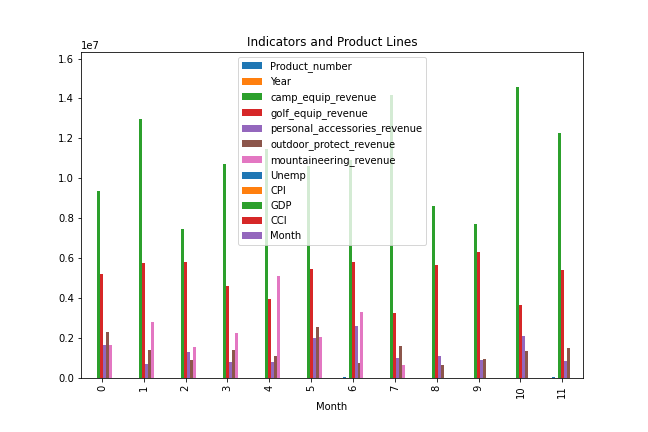 Indicators and Product Lines
1e7
1.6
1.4
1.2
1.0
0.8
0.6
0.4
0.2
0.0
Product_number
Year
camp_equip_revenue
golf_equip_revenue
personal_accessories_revenue
outdoor_protect_revenue
mountaineering_revenue
Unemp
CPI
GDP
CCI
Month
0 1 2 3 4 5 6 7 8 9 10 11
Month